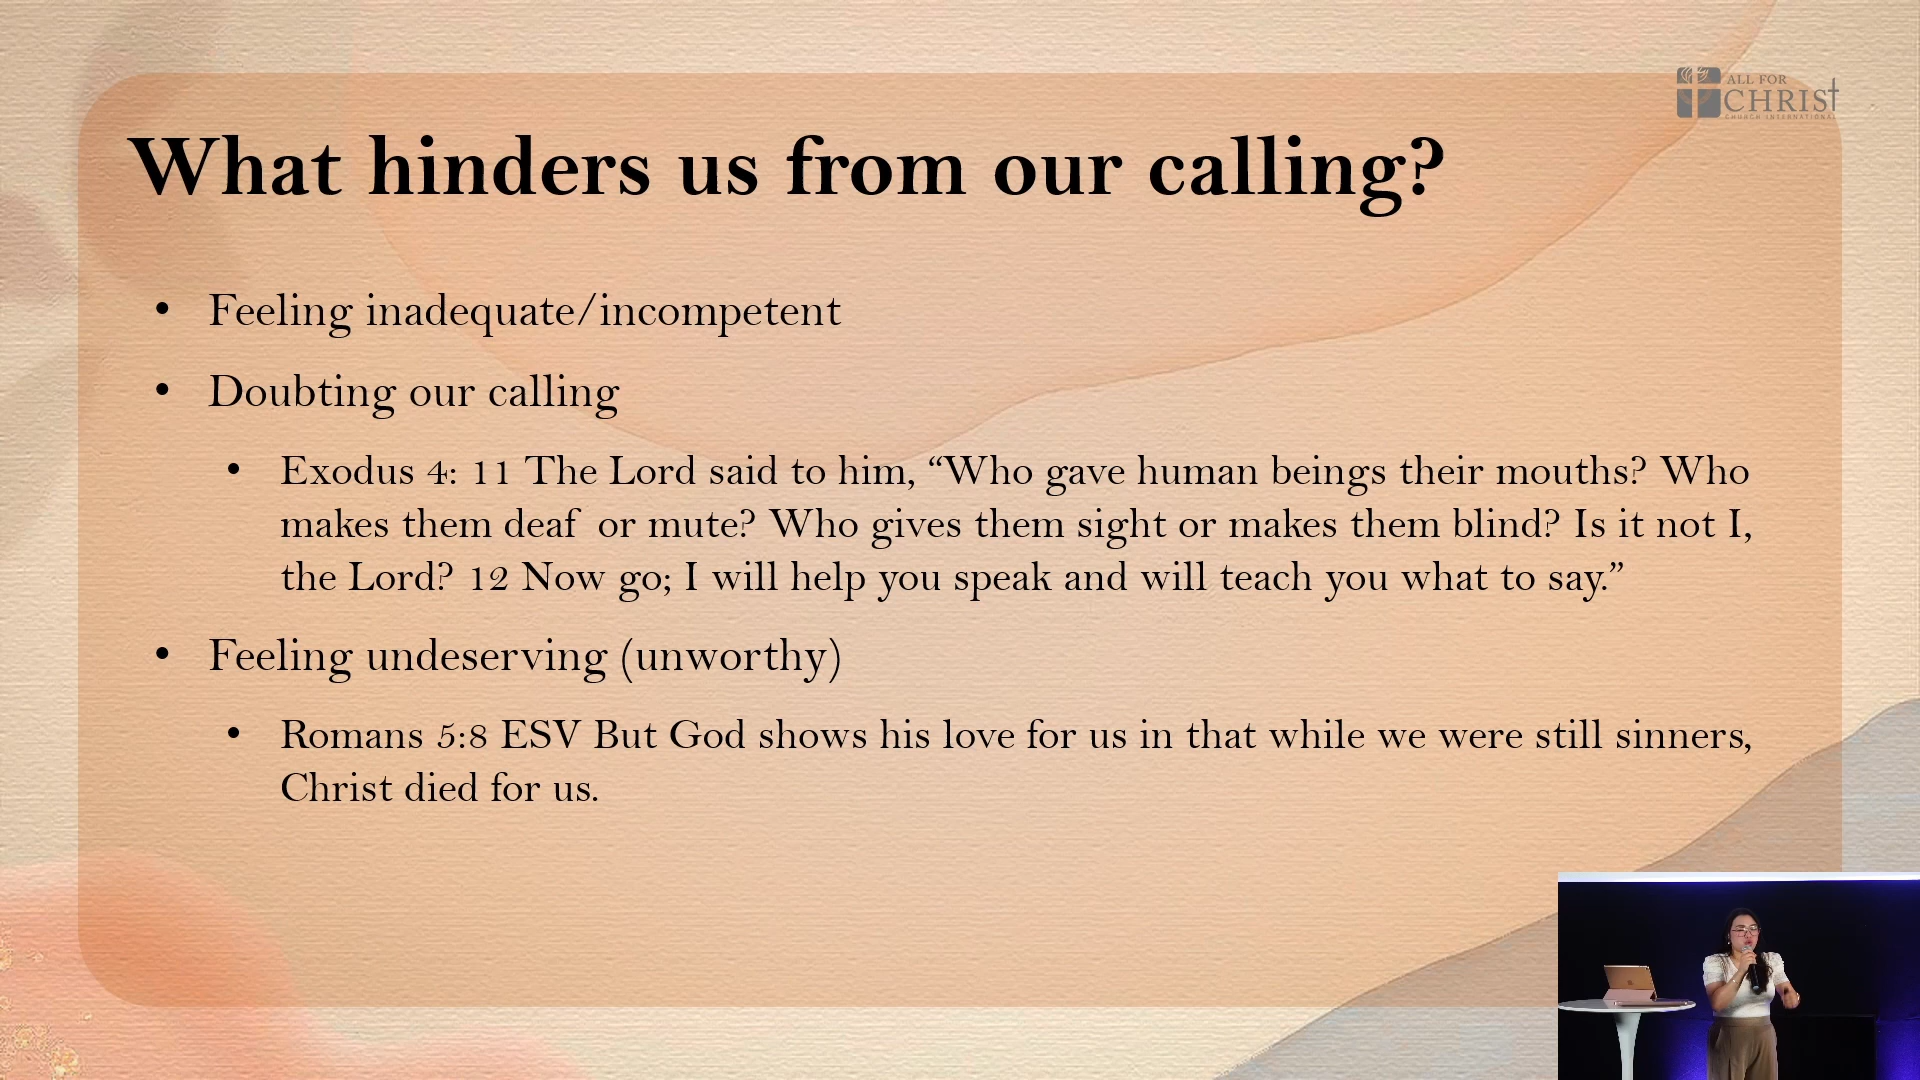 ALL FOR
CHRIST
CHURCH INTERNATIONAL
What hinders us from our calling?
• Feeling inadequate/incompetent
• Doubting our calling
• Exodus 4: 11 The Lord said to him, “Who gave human beings their mouths? Who
makes them deaf  or mute? Who gives them sight or makes them blind? Is it not I,
the Lord? 12 Now go; I will help you speak and will teach you what to say.”
• Feeling undeserving (unworthy)
• Romans 5:8 ESV But God shows his love for us in that while we were still sinners,
Christ died for us.